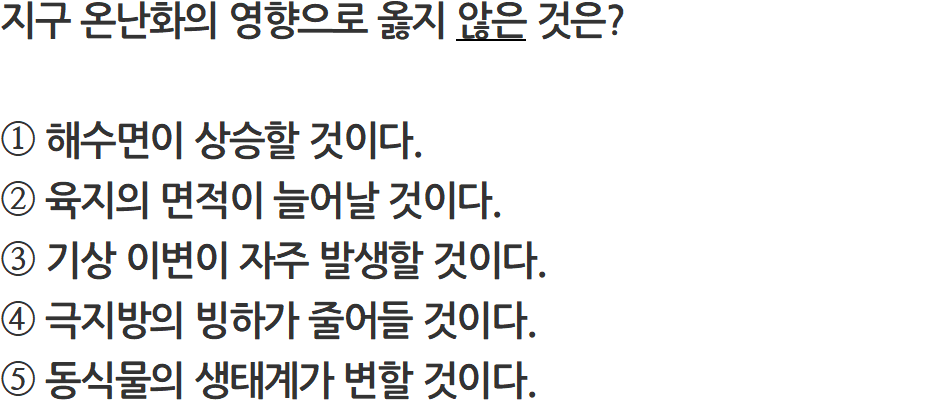 지구 온난화의 영향으로 옳지 않은 것은?
① 해수면이 상승할 것이다.
② 육지의 면적이 늘어날 것이다.
③ 기상 이변이 자주 발생할 것이다.
④ 극지방의 빙하가 줄어들 것이다.
⑤ 동식물의 생태계가 변할 것이다.